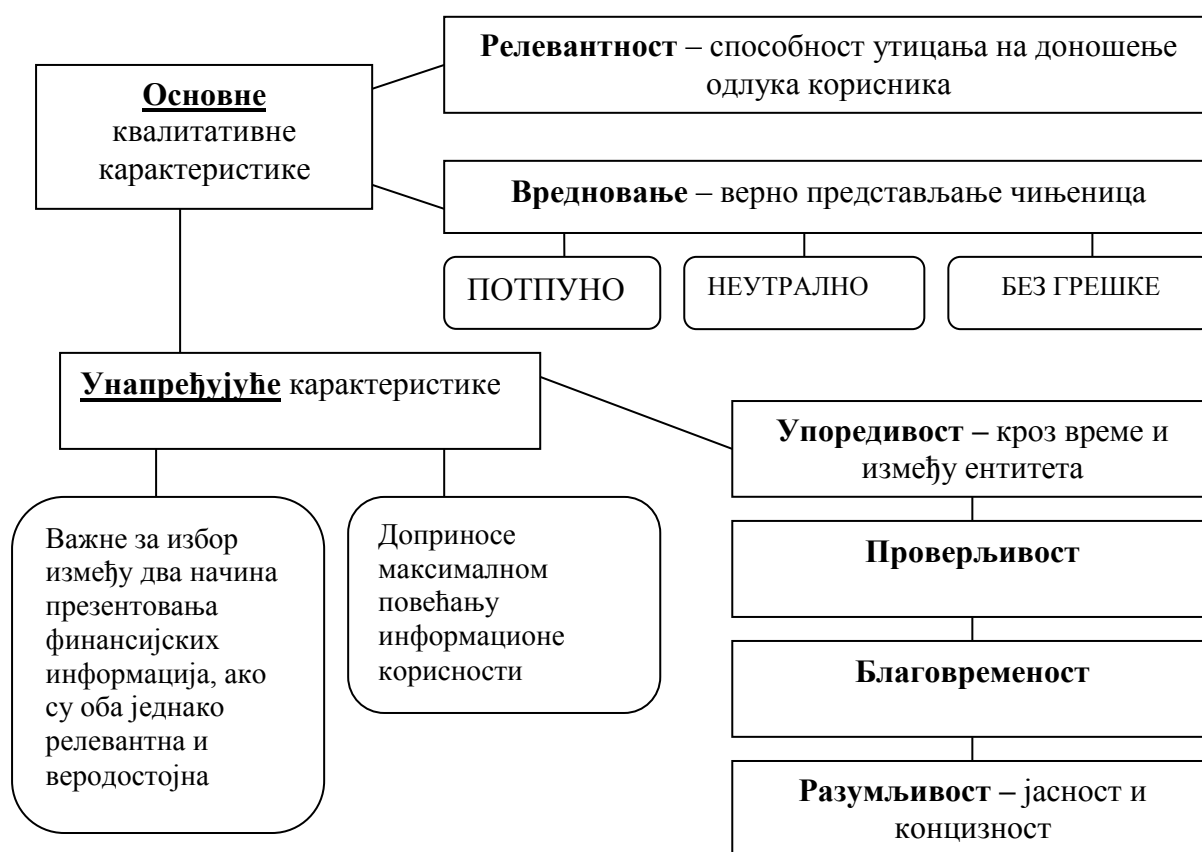 Релевантност – способност утицања на доношење
одлука корисника
Основне
квалитативне
карактеристике
Вредновање – верно представљање чињеница
ПОТПУНО
НЕУТРАЛНО
БЕЗ ГРЕШКЕ
Унапређујуће карактеристике
Упоредивост – кроз време и
између ентитета
Важне за избор
између два начина
презентовања
финансијских
информација, ако
су оба једнако
релевантна и
веродостојна
Доприносе
максималном
повећању
информационе
корисности
Проверљивост
Благовременост
Разумљивост – јасност и
концизност